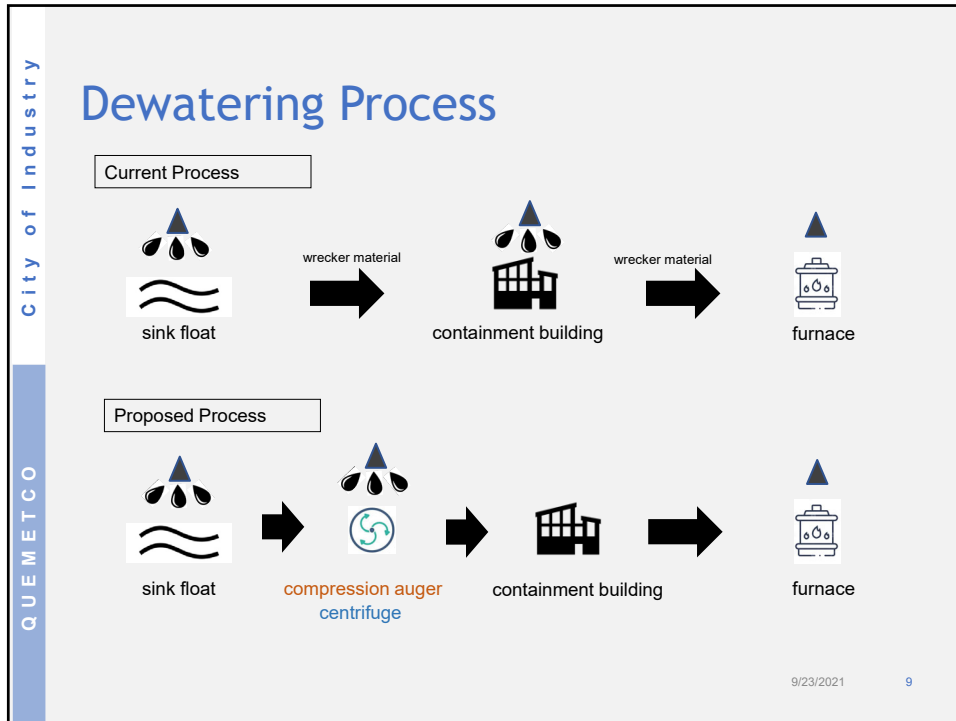 City of Industry
QUEMETCO
Dewatering Process
Current Process
wrecker material
wrecker material
sink float
containment building
furnace
Proposed Process
sink float
compression auger
centrifuge
containment building
furnace
9/23/2021
9